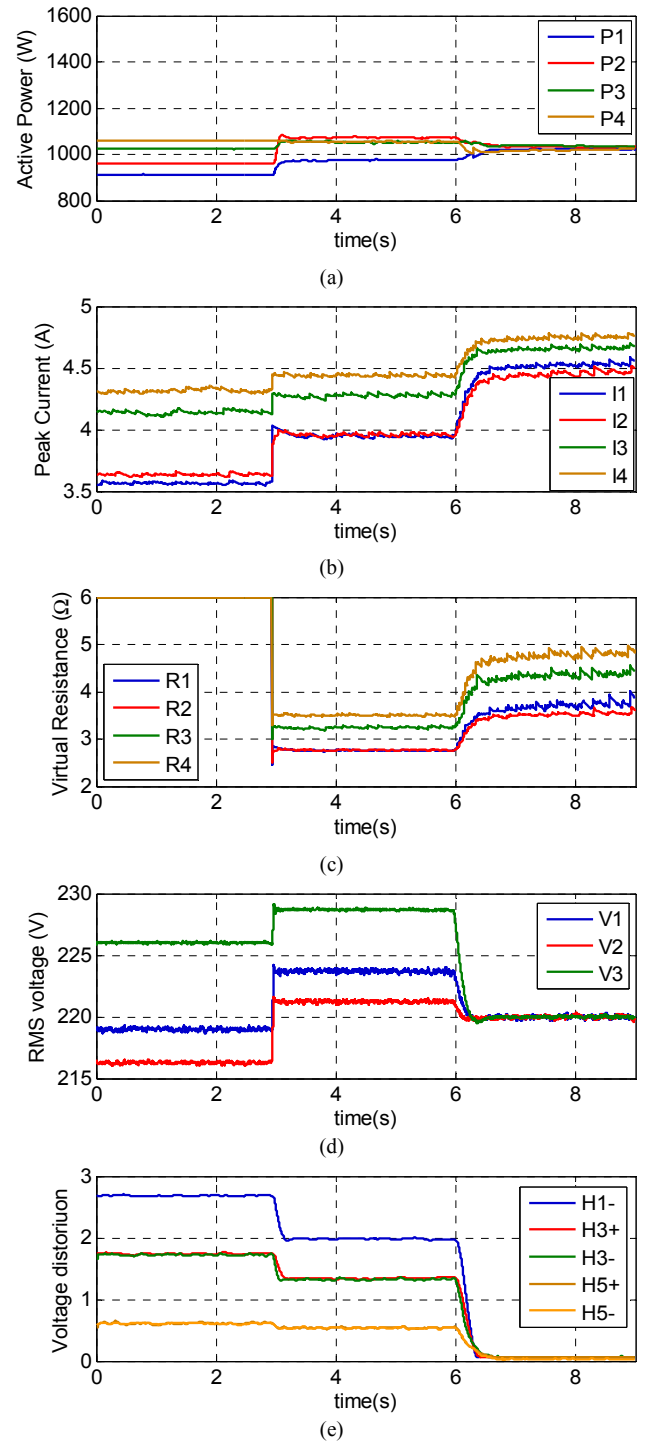 1600
1400
1200
1000
800
Active Power (W)
P1
P2
P3
P4
0 2 4 6 8
time(s)
(a)
5
4.5
4
3.5
Peak Current (A)
I1
I2
I3
I4
0 2 4 6 8
time(s)
(b)
6
5
4
3
2
Virtual Resistance (Ω)
R1
R2
R3
R4
0 2 4 6 8
time(s)
(c)
230
225
220
215
RMS voltage (V)
V1
V2
V3
0 2 4 6 8
time(s)
(d)
3
2
1
0
Voltage distoriuon
H1-
H3+
H3-
H5+
H5-
0 2 4 6 8
time(s)
(e)